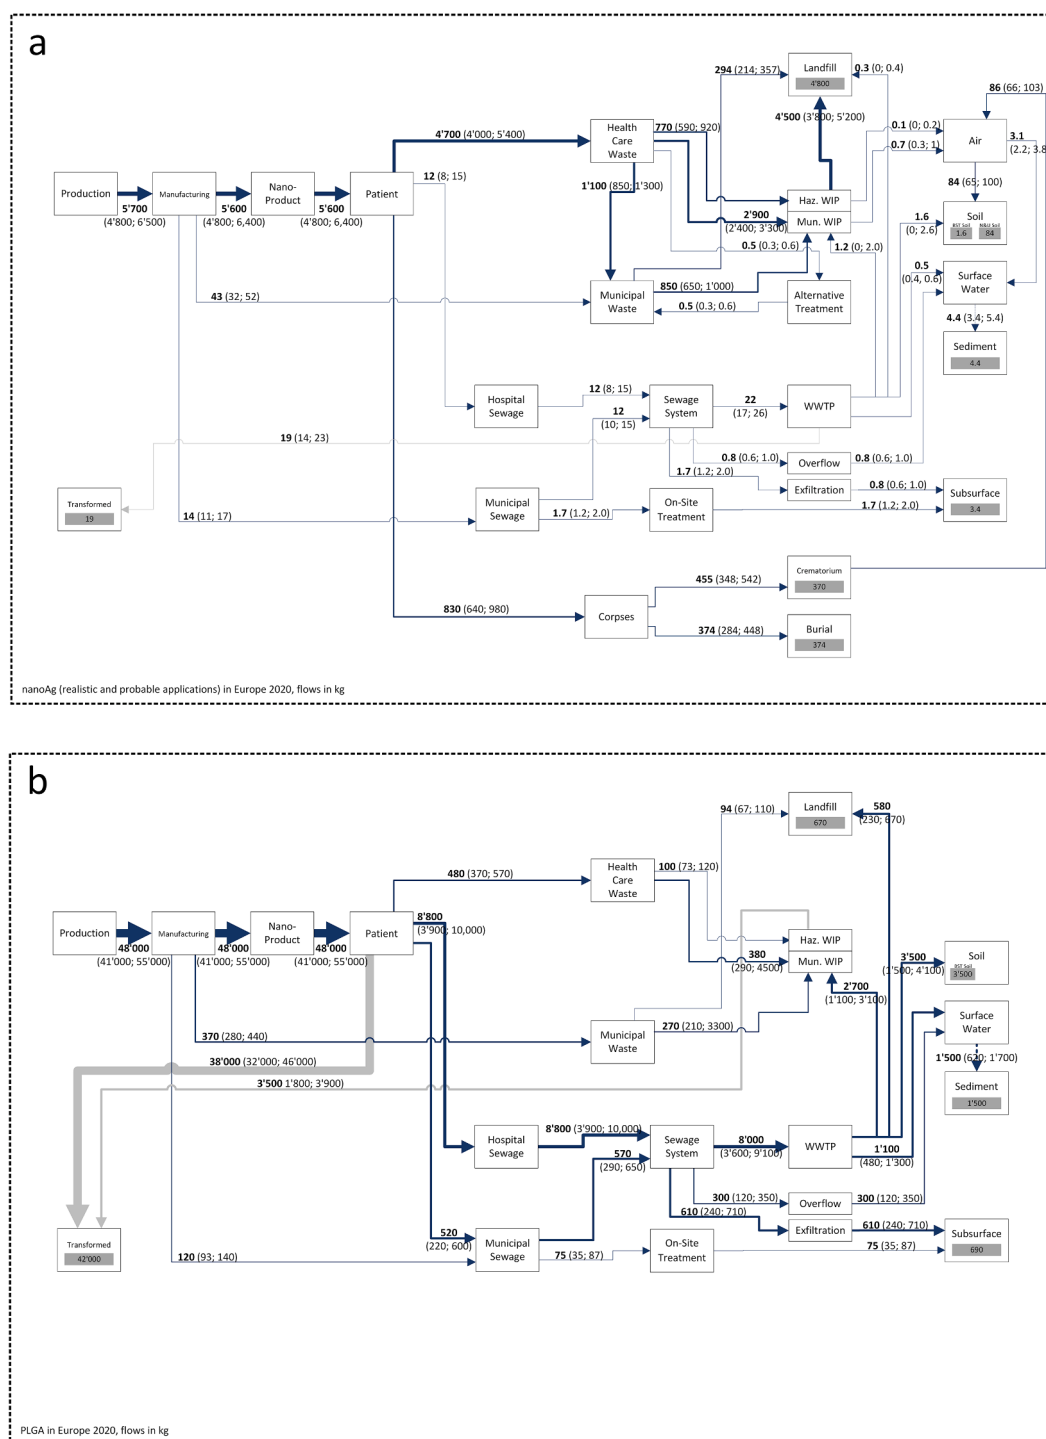 a
294 (214; 357)
Landfill
4'800
0.3 (0; 0.4)
86 (66; 103)
4'500 (3'800; 5'200)
4'700 (4'000; 5'400)
Health
Care
Waste
770 (590; 920)
0.1 (0; 0.2)
0.7 (0.3; 1)
Air
3.1
(2.2; 3.8
Production
5'700
(4'800; 6'500)
Manufacturing
5'600
(4'800; 6,400)
Nano-
Product
5'600
(4'800; 6,400)
Patient
12 (8; 15)
1'100 (850; 1'300)
84 (65; 100)
Haz. WIP
Mun. WIP
2'900
(2'400; 3'300)
1.6
(0; 2.6)
Soil
BST Soil
N&U Soil
1.6
84
0.5 (0.3; 0.6)
1.2 (0; 2.0)
0.5
(0.4, 0.6)
Surface
Water
43 (32; 52)
Municipal
Waste
850 (650; 1'000)
0.5 (0.3; 0.6)
Alternative
Treatment
4.4 (3.4; 5.4)
Sediment
4.4
Hospital
Sewage
12 (8; 15)
12
(10; 15)
Sewage
System
22
(17; 26)
WWTP
19 (14; 23)
0.8 (0.6; 1.0)
Overflow
0.8 (0.6; 1.0)
1.7 (1.2; 2.0)
Exfiltration
0.8 (0.6; 1.0)
Transformed
19
14 (11; 17)
Municipal
Sewage
1.7 (1.2; 2.0)
On-Site
Treatment
1.7 (1.2; 2.0)
Subsurface
3.4
455 (348; 542)
Crematorium
370
830 (640; 980)
Corpses
374 (284; 448)
Burial
374
nanoAg (realistic and probable applications) in Europe 2020, flows in kg
b
94 (67; 110)
Landfill
670
580
(230; 670)
480 (370; 570)
Health
Care
Waste
100 (73; 120)
Production
48'000
(41'000; 55'000)
Manufacturing
48'000
(41'000; 55'000)
Nano-
Product
48'000
(41'000; 55'000)
Patient
8'800
(3'900; 10,000)
Haz. WIP
Mun. WIP
380
(290; 4500)
2'700
(1'100; 3'100)
3'500
(1'500; 4'100)
Soil
BST Soil
3'500
370 (280; 440)
Municipal
Waste
270 (210; 3300)
Surface
Water
38'000 (32'000; 46'000)
1'500 (620; 1'700)
3'500 1'800; 3'900)
Sediment
1'500
Hospital
Sewage
8'800 (3'900; 10,000)
570
(290; 650)
Sewage
System
8'000
(3'600; 9'100)
WWTP
1'100
(480; 1'300)
300 (120; 350)
Overflow
300 (120; 350)
610 (240; 710)
Exfiltration
610 (240; 710)
Transformed
42'000
120 (93; 140)
520
(220; 600)
Municipal
Sewage
75 (35; 87)
On-Site
Treatment
75 (35; 87)
Subsurface
690
PLGA in Europe 2020, flows in kg